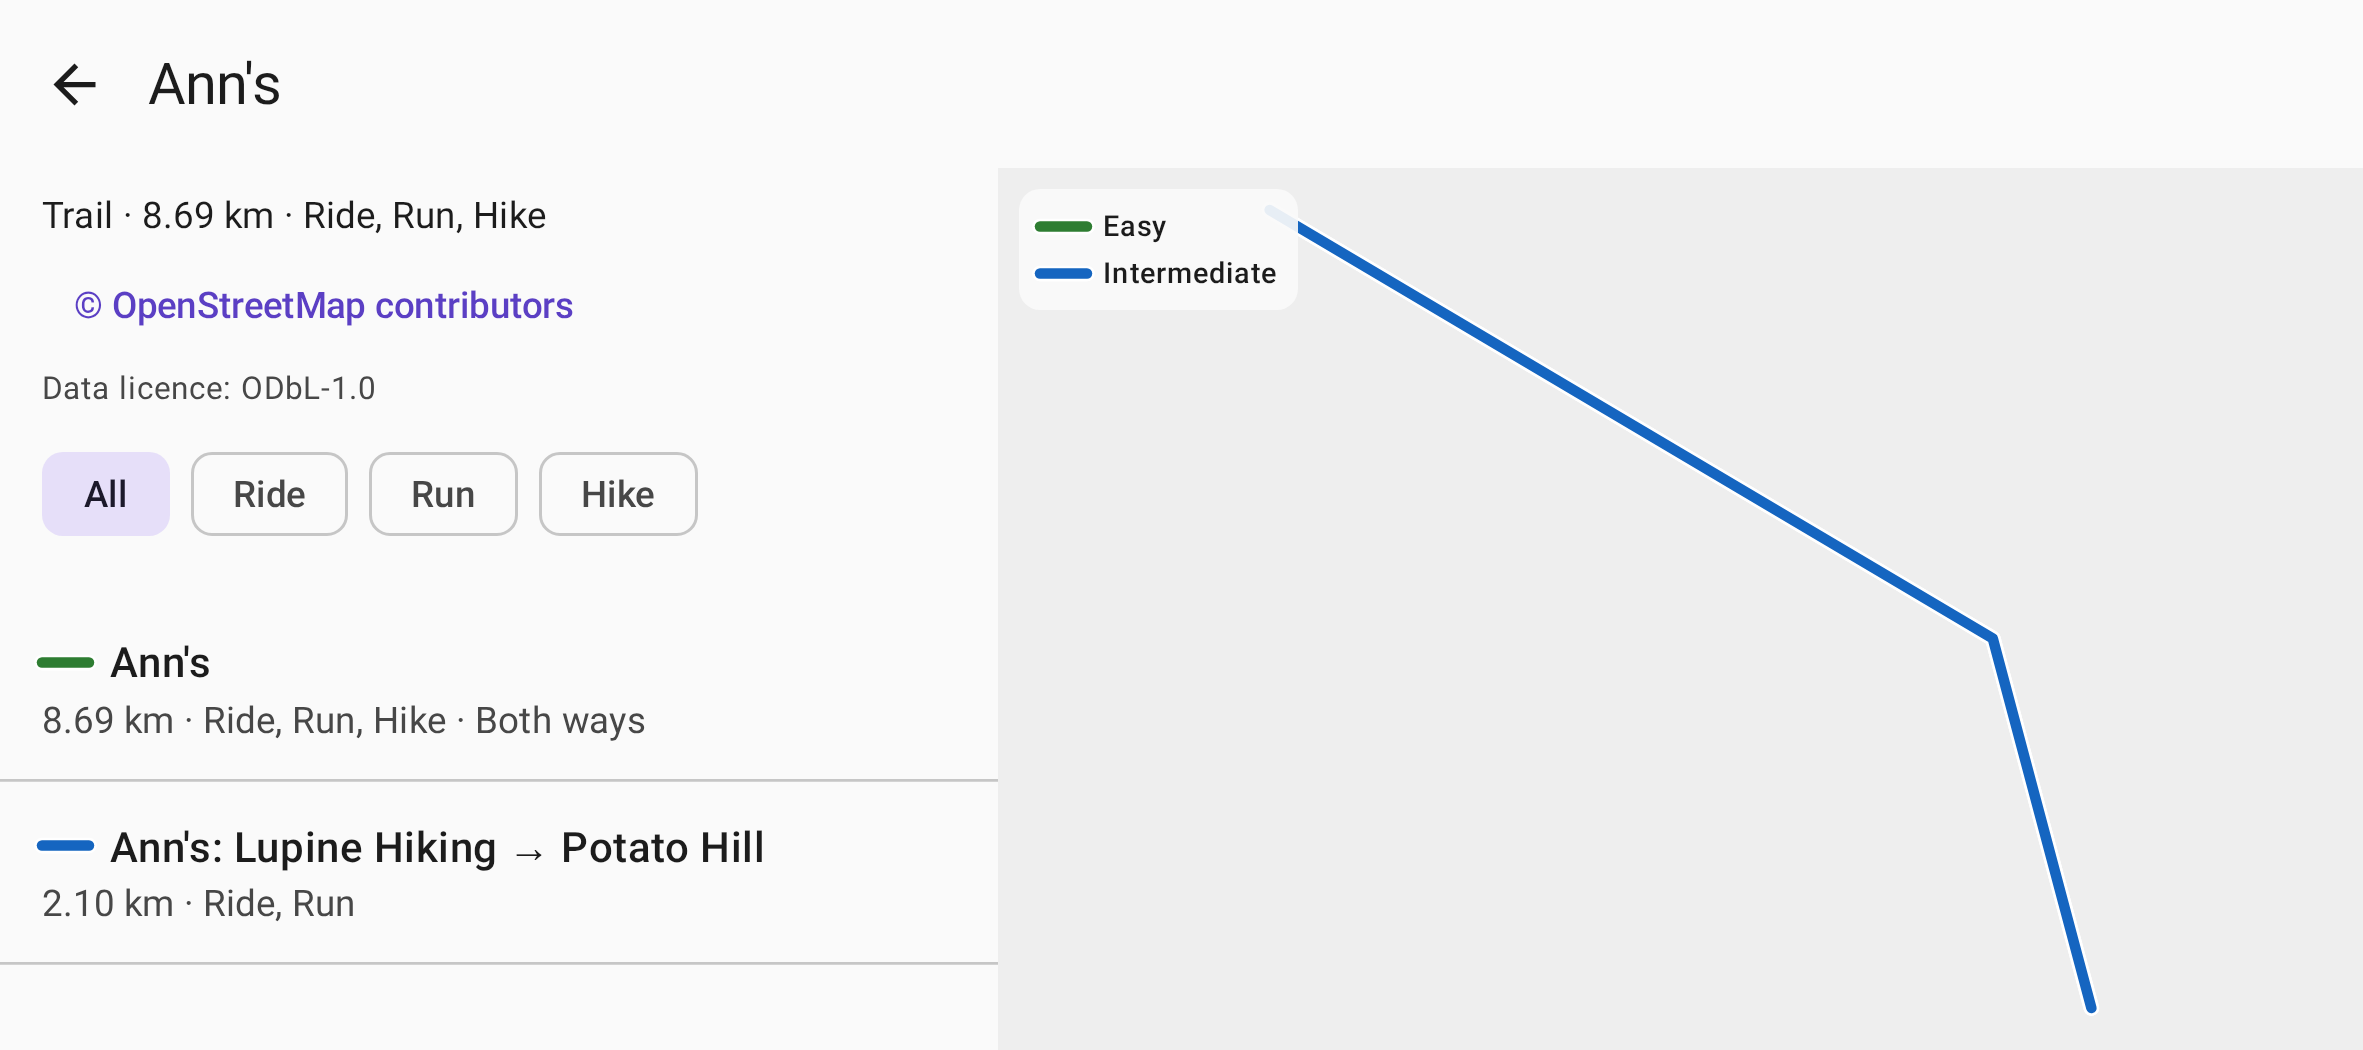 Ann's
Trail · 8.69 km · Ride, Run, Hike
© OpenStreetMap contributors
Data licence: ODbL-1.0
All
Ride
Run
Hike
Ann's
8.69 km · Ride, Run, Hike · Both ways
Ann's: Lupine Hiking → Potato Hill
2.10 km · Ride, Run
Easy
Intermediate